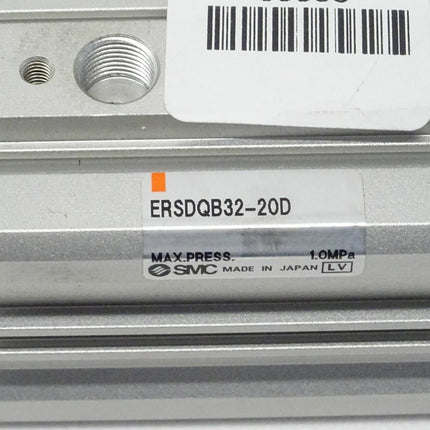 ERSDQB32-20D
MAX.PRESS. 1.0MPa
SMC MADE IN JAPAN LV